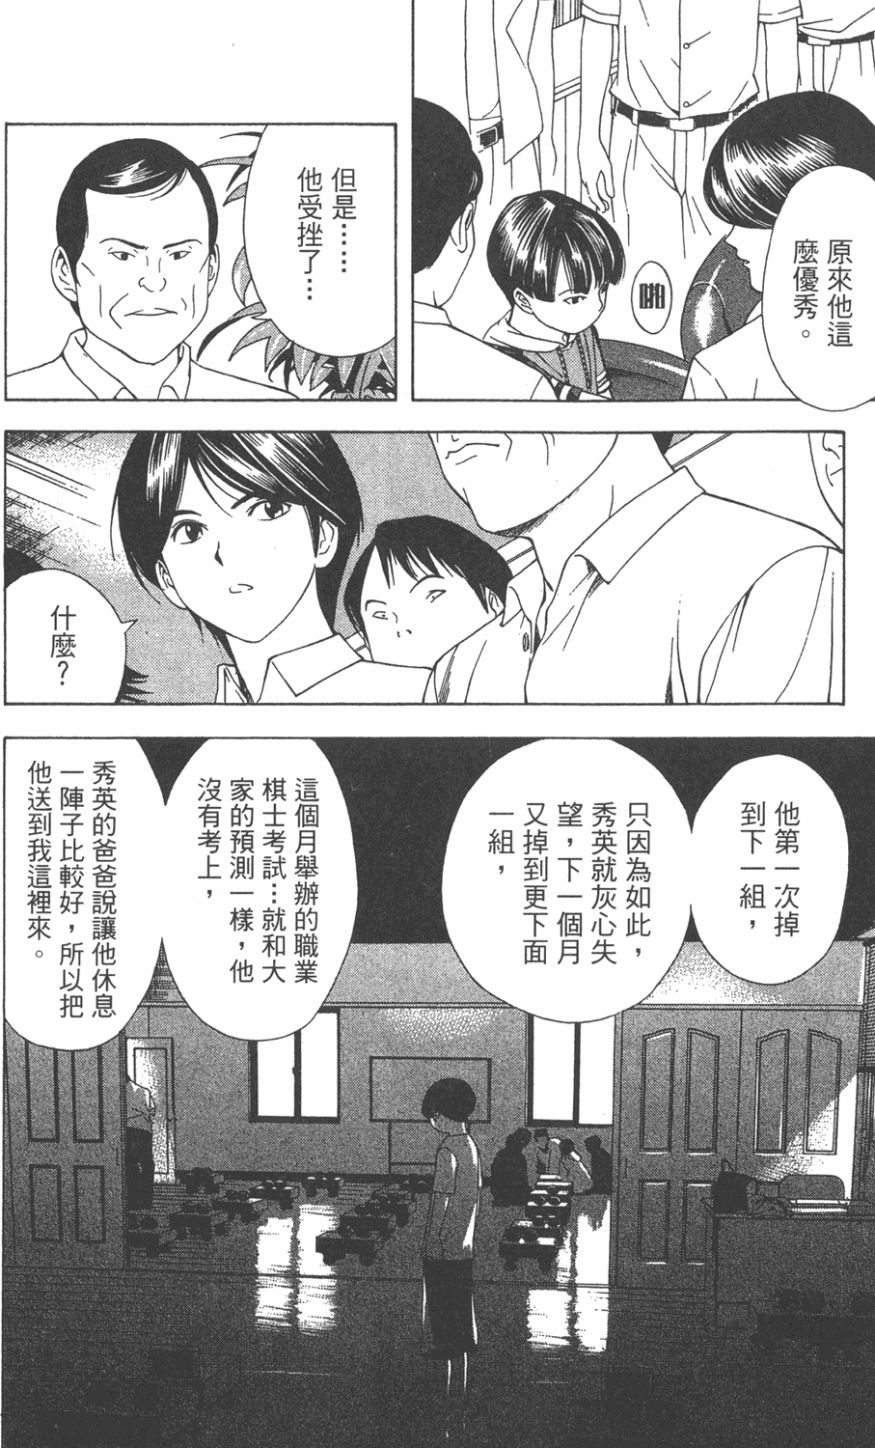 原來他這
麼優秀。
啪
但是……
他受挫了…
什麼?
他第一次掉
到下一組,
只因為如此,
秀英就灰心失
望,下一個月
又掉到更下面
一組,
這個月舉辦的職業
棋士考試…就和大
家的預測一樣,他
沒有考上,
秀英的爸爸說讓他休息
一陣子比較好,所以把
他送到我這裡來。